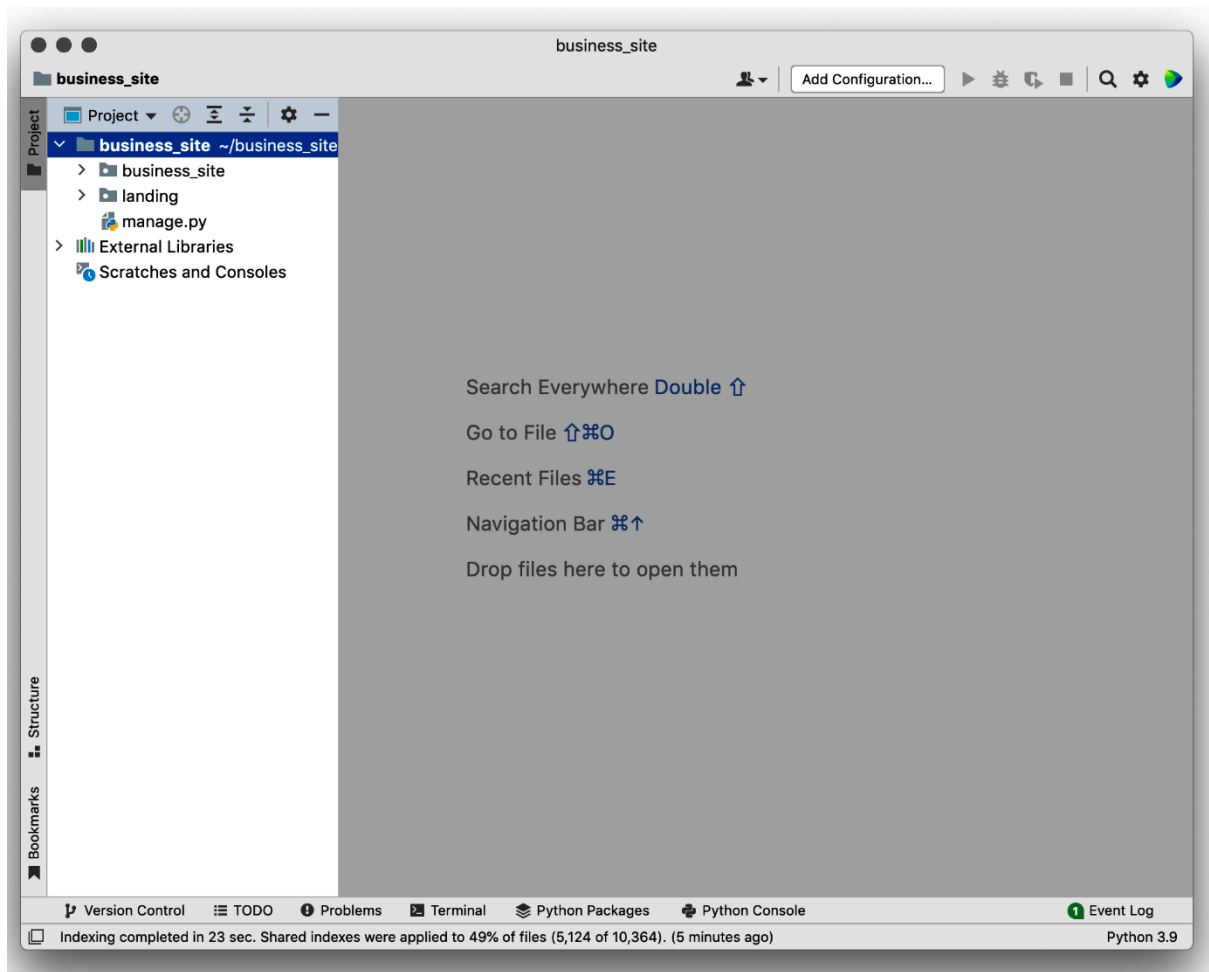 business_site
business_site
Add Configuration...
Project
Project
business_site ~/business_site
business_site
landing
manage.py
External Libraries
Scratches and Consoles
Search Everywhere Double ⇧
Go to File ⇧⌘O
Recent Files ⌘E
Navigation Bar ⌘↑
Drop files here to open them
Structure
Bookmarks
Version Control TODO Problems Terminal Python Packages Python Console 1 Event Log
Indexing completed in 23 sec. Shared indexes were applied to 49% of files (5,124 of 10,364). (5 minutes ago) Python 3.9